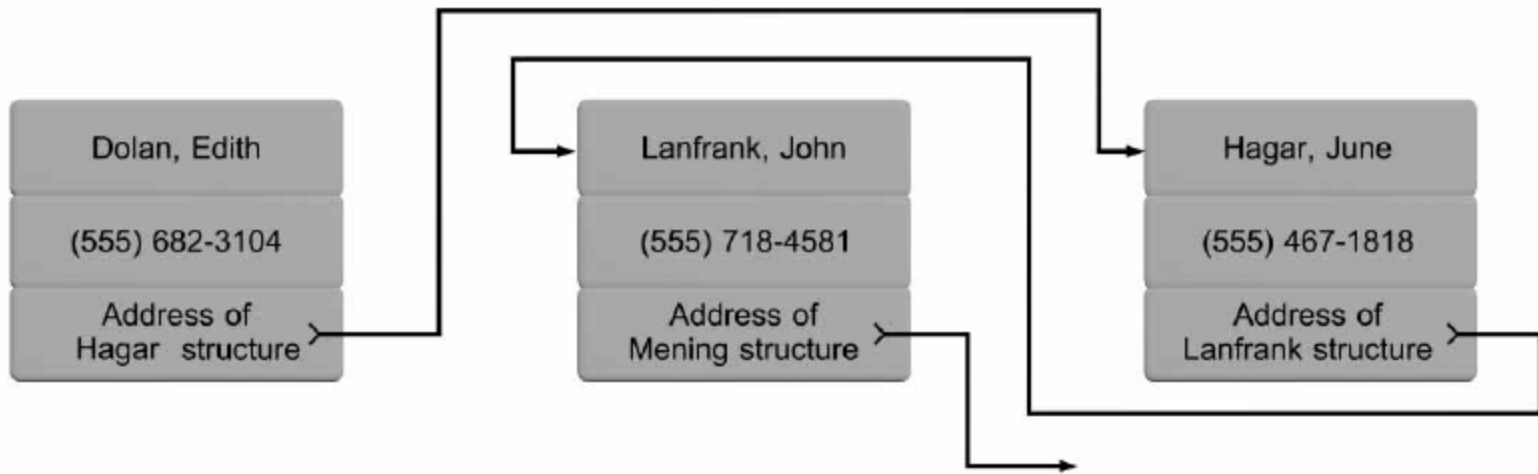 Dolan, Edith
(555) 682-3104
Address of
Hagar structure
Lanfrank, John
(555) 718-4581
Address of
Mening structure
Hagar, June
(555) 467-1818
Address of
Lanfrank structure